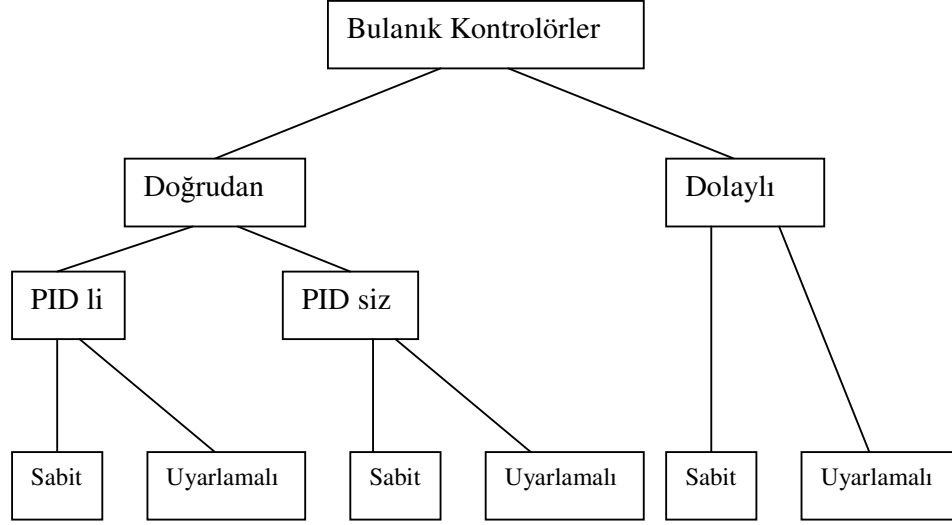 Bulanık Kontrolörler
Doğrudan
Dolaylı
PID li
PID siz
Sabit
Uyarlamalı
Sabit
Uyarlamalı
Sabit
Uyarlamalı